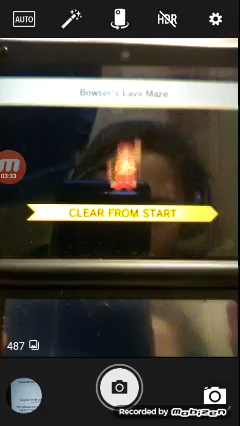 AUTO
HDR
Bowser's Lava Maze
03:33
CLEAR FROM START
487
Recorded by mobizen